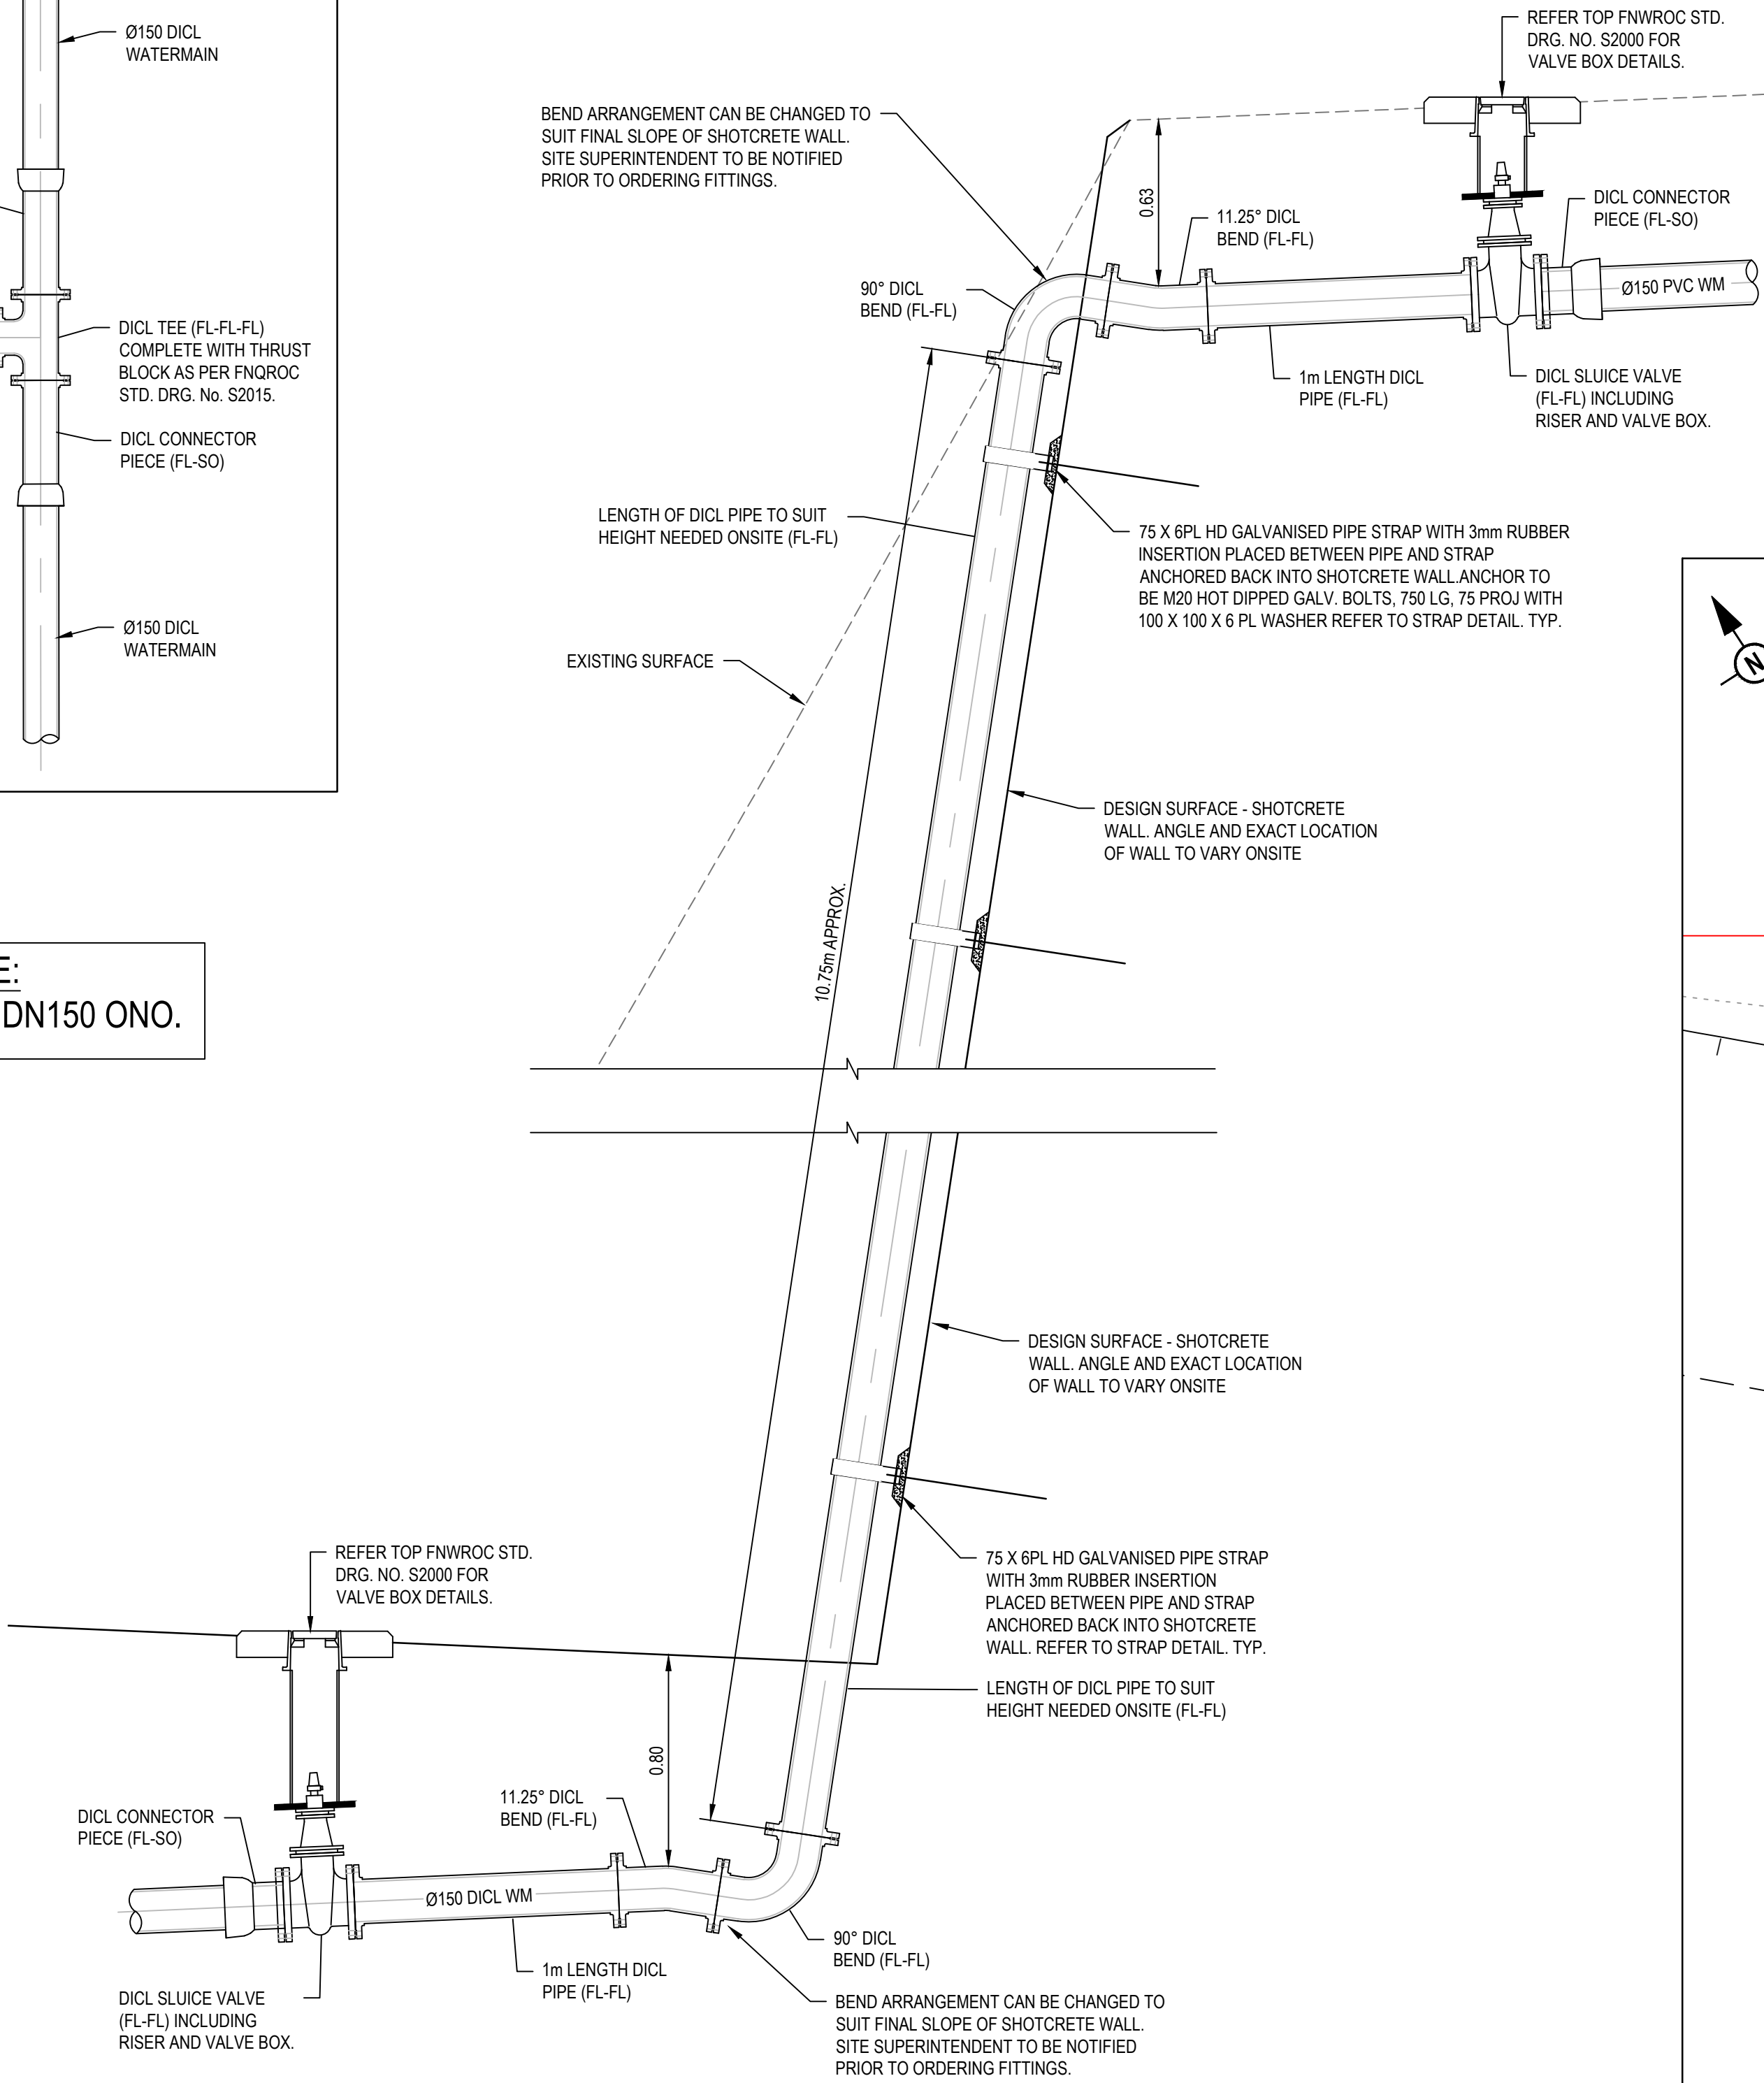 Ø150 DICL
WATERMAIN
DICL TEE (FL-FL-FL)
COMPLETE WITH THRUST
BLOCK AS PER FNQROC
STD. DRG. No. S2015.
DICL CONNECTOR
PIECE (FL-SO)
Ø150 DICL
WATERMAIN
E:
DN150 ONO.
REFER TOP FNWROC STD.
DRG. NO. S2000 FOR
VALVE BOX DETAILS.
BEND ARRANGEMENT CAN BE CHANGED TO
SUIT FINAL SLOPE OF SHOTCRETE WALL.
SITE SUPERINTENDENT TO BE NOTIFIED
PRIOR TO ORDERING FITTINGS.
0.63
11.25° DICL
BEND (FL-FL)
DICL CONNECTOR
PIECE (FL-SO)
90° DICL
BEND (FL-FL)
Ø150 PVC WM
1m LENGTH DICL
PIPE (FL-FL)
DICL SLUICE VALVE
(FL-FL) INCLUDING
RISER AND VALVE BOX.
LENGTH OF DICL PIPE TO SUIT
HEIGHT NEEDED ONSITE (FL-FL)
75 X 6PL HD GALVANISED PIPE STRAP WITH 3mm RUBBER
INSERTION PLACED BETWEEN PIPE AND STRAP
ANCHORED BACK INTO SHOTCRETE WALL.ANCHOR TO
BE M20 HOT DIPPED GALV. BOLTS, 750 LG, 75 PROJ WITH
100 X 100 X 6 PL WASHER REFER TO STRAP DETAIL. TYP.
N
EXISTING SURFACE
DESIGN SURFACE - SHOTCRETE
WALL. ANGLE AND EXACT LOCATION
OF WALL TO VARY ONSITE
10.75m APPROX.
DESIGN SURFACE - SHOTCRETE
WALL. ANGLE AND EXACT LOCATION
OF WALL TO VARY ONSITE
75 X 6PL HD GALVANISED PIPE STRAP
WITH 3mm RUBBER INSERTION
PLACED BETWEEN PIPE AND STRAP
ANCHORED BACK INTO SHOTCRETE
WALL. REFER TO STRAP DETAIL. TYP.
REFER TOP FNWROC STD.
DRG. NO. S2000 FOR
VALVE BOX DETAILS.
LENGTH OF DICL PIPE TO SUIT
HEIGHT NEEDED ONSITE (FL-FL)
0.80
11.25° DICL
BEND (FL-FL)
DICL CONNECTOR
PIECE (FL-SO)
Ø150 DICL WM
90° DICL
BEND (FL-FL)
1m LENGTH DICL
PIPE (FL-FL)
DICL SLUICE VALVE
(FL-FL) INCLUDING
RISER AND VALVE BOX.
BEND ARRANGEMENT CAN BE CHANGED TO
SUIT FINAL SLOPE OF SHOTCRETE WALL.
SITE SUPERINTENDENT TO BE NOTIFIED
PRIOR TO ORDERING FITTINGS.